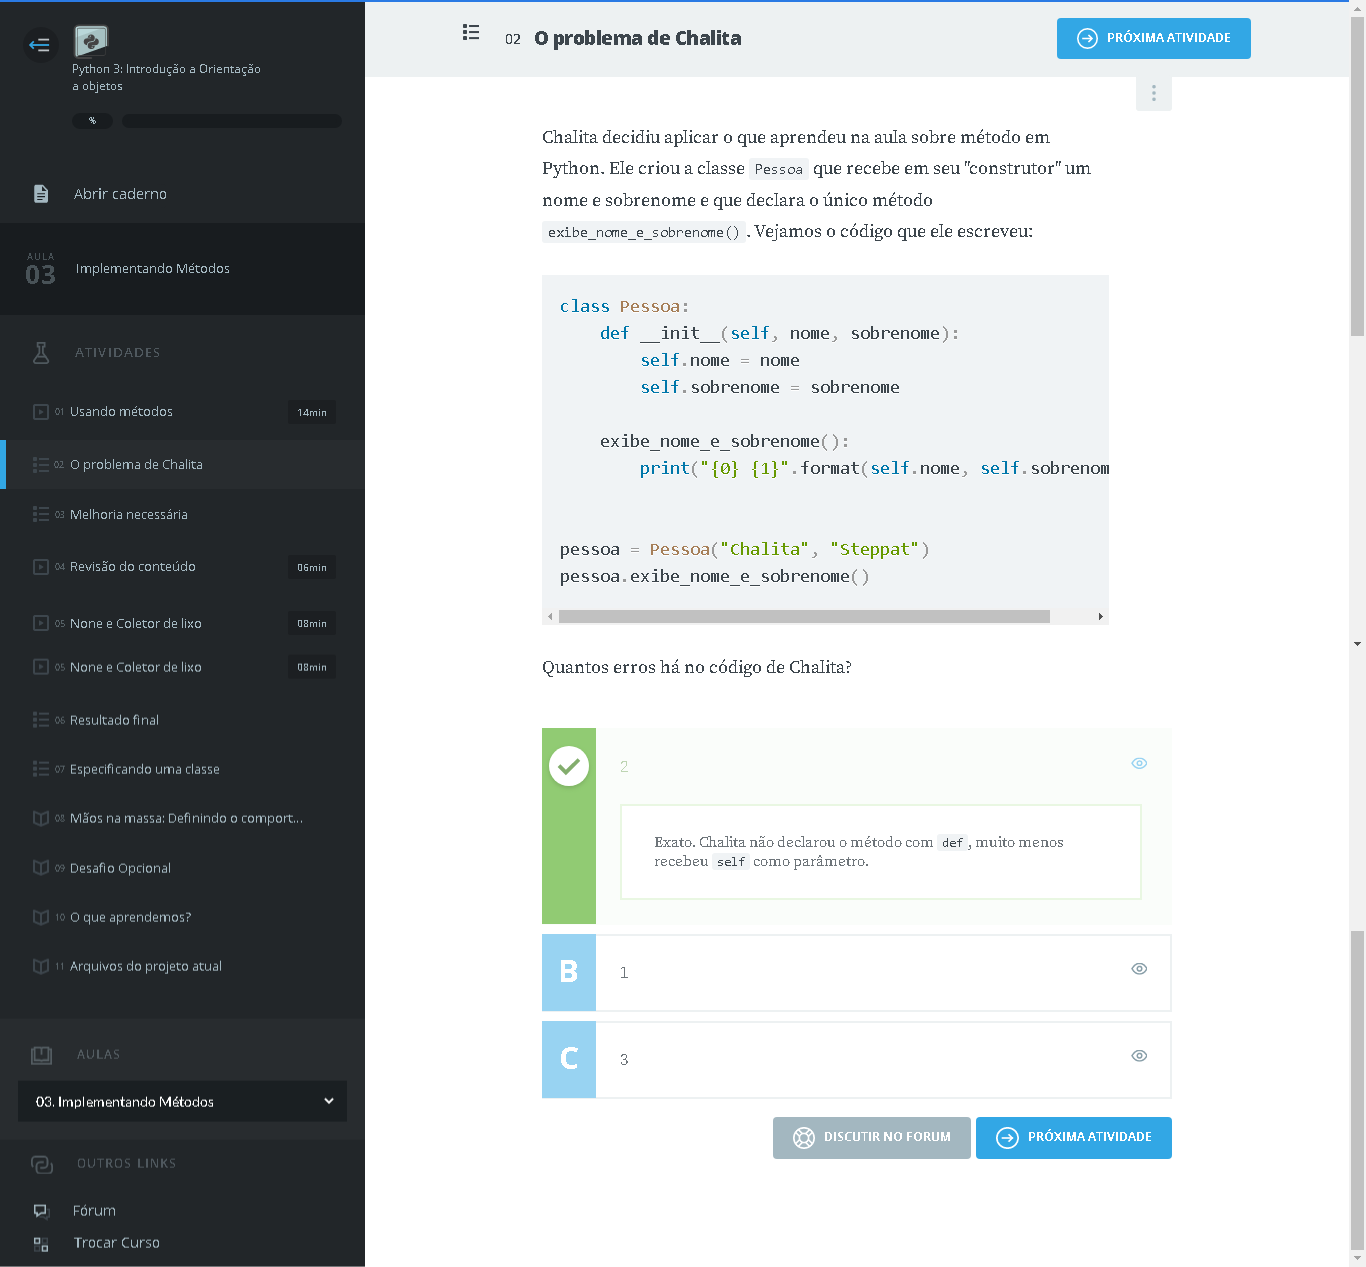 Python 3: Introdução a Orientação
a objetos
%
Abrir caderno
AULA
03
Implementando Métodos
ATIVIDADES
01 Usando métodos 14min
02 O problema de Chalita
03 Melhoria necessária
04 Revisão do conteúdo 06min
05 None e Coletor de lixo 08min
05 None e Coletor de lixo 08min
06 Resultado final
07 Especificando uma classe
08 Mãos na massa: Definindo o comport...
09 Desafio Opcional
10 O que aprendemos?
11 Arquivos do projeto atual
AULAS
03. Implementando Métodos
OUTROS LINKS
Fórum
Trocar Curso
02 O problema de Chalita
PRÓXIMA ATIVIDADE
Chalita decidiu aplicar o que aprendeu na aula sobre método em
Python. Ele criou a classe Pessoa que recebe em seu "construtor" um
nome e sobrenome e que declara o único método
exibe_nome_e_sobrenome() . Vejamos o código que ele escreveu:
class Pessoa:
    def __init__(self, nome, sobrenome):
        self.nome = nome
        self.sobrenome = sobrenome
    exibe_nome_e_sobrenome():
        print("{0} {1}".format(self.nome, self.sobrenom
pessoa = Pessoa("Chalita", "Steppat")
pessoa.exibe_nome_e_sobrenome()
Quantos erros há no código de Chalita?
2
Exato. Chalita não declarou o método com def , muito menos
recebeu self como parâmetro.
B 1
C 3
DISCUTIR NO FORUM
PRÓXIMA ATIVIDADE